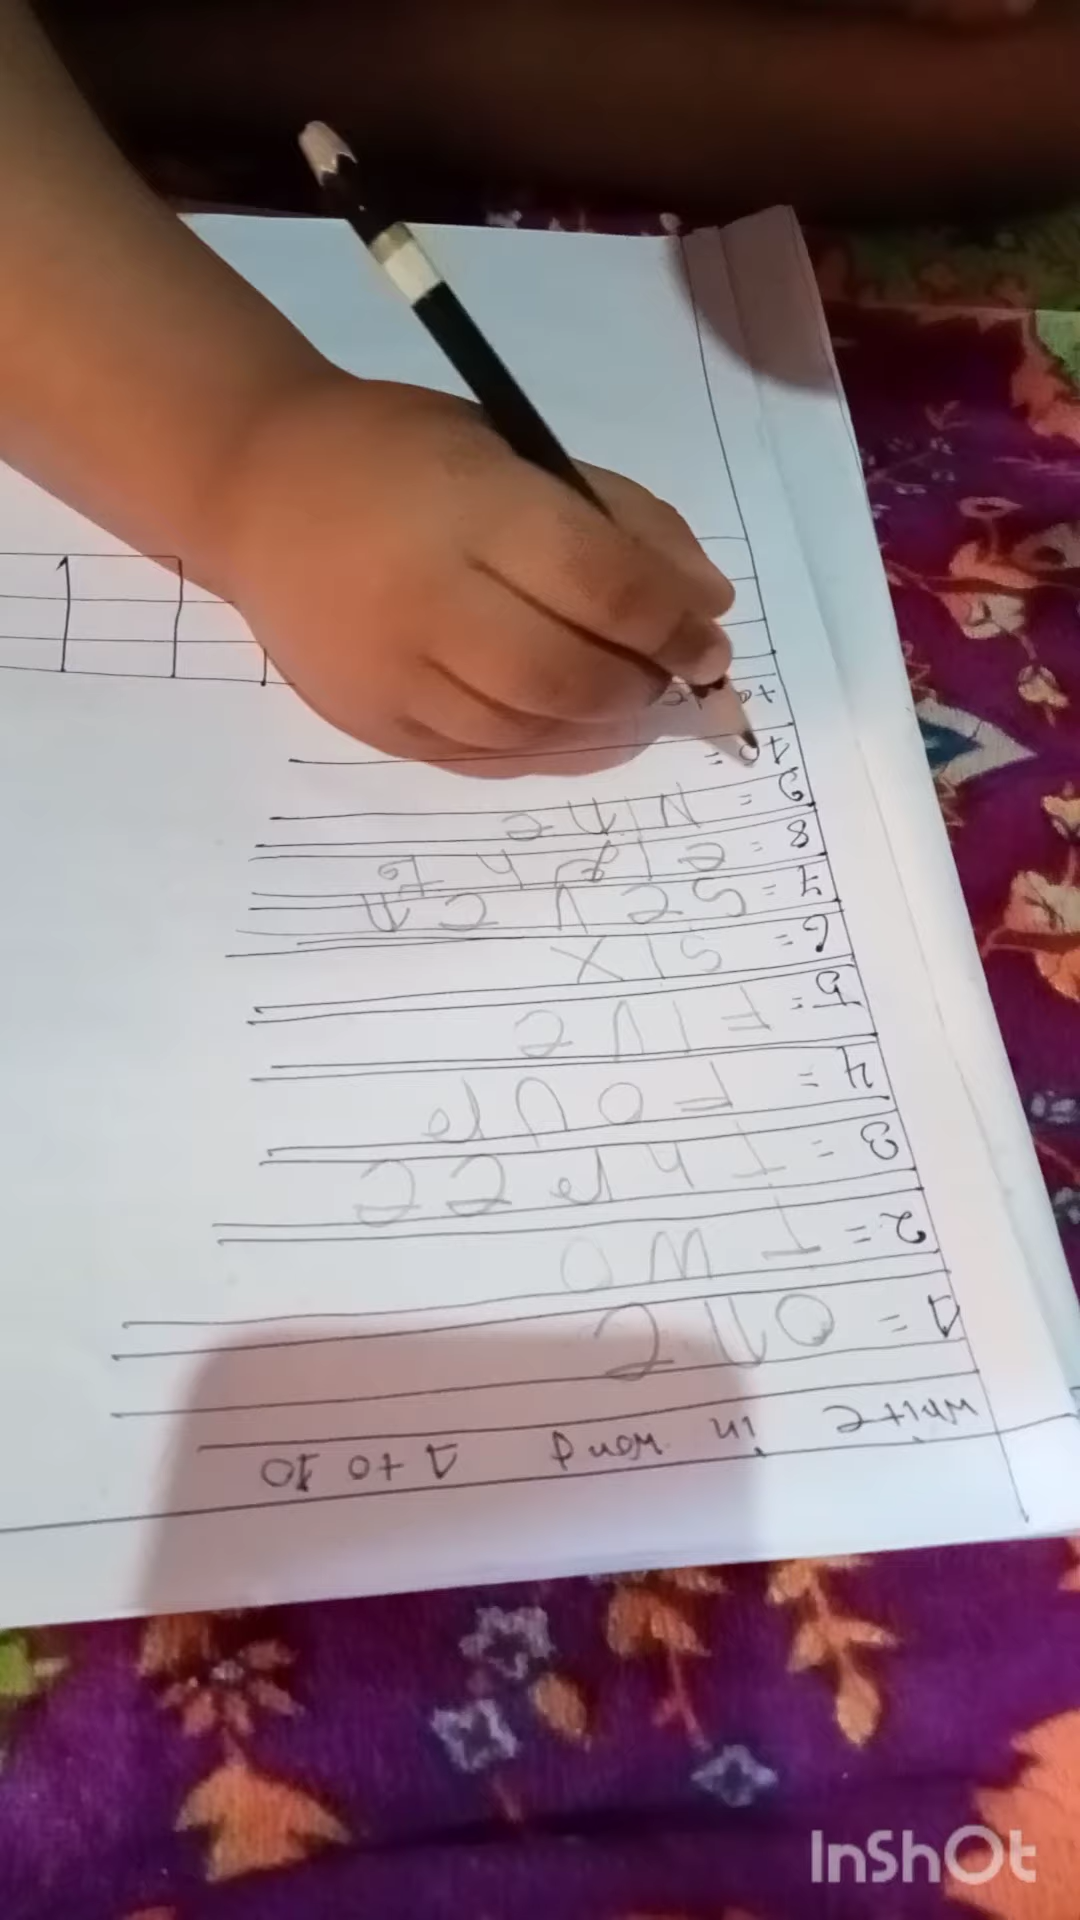 write in word 1 to 10
1 = ONE
2 = TWO
3 = ThrEE
4 = FOUr
5 = FIVE
6 = SIX
7 = SEVEN
8 = EIght
9 = NINE
10 =
InShOt